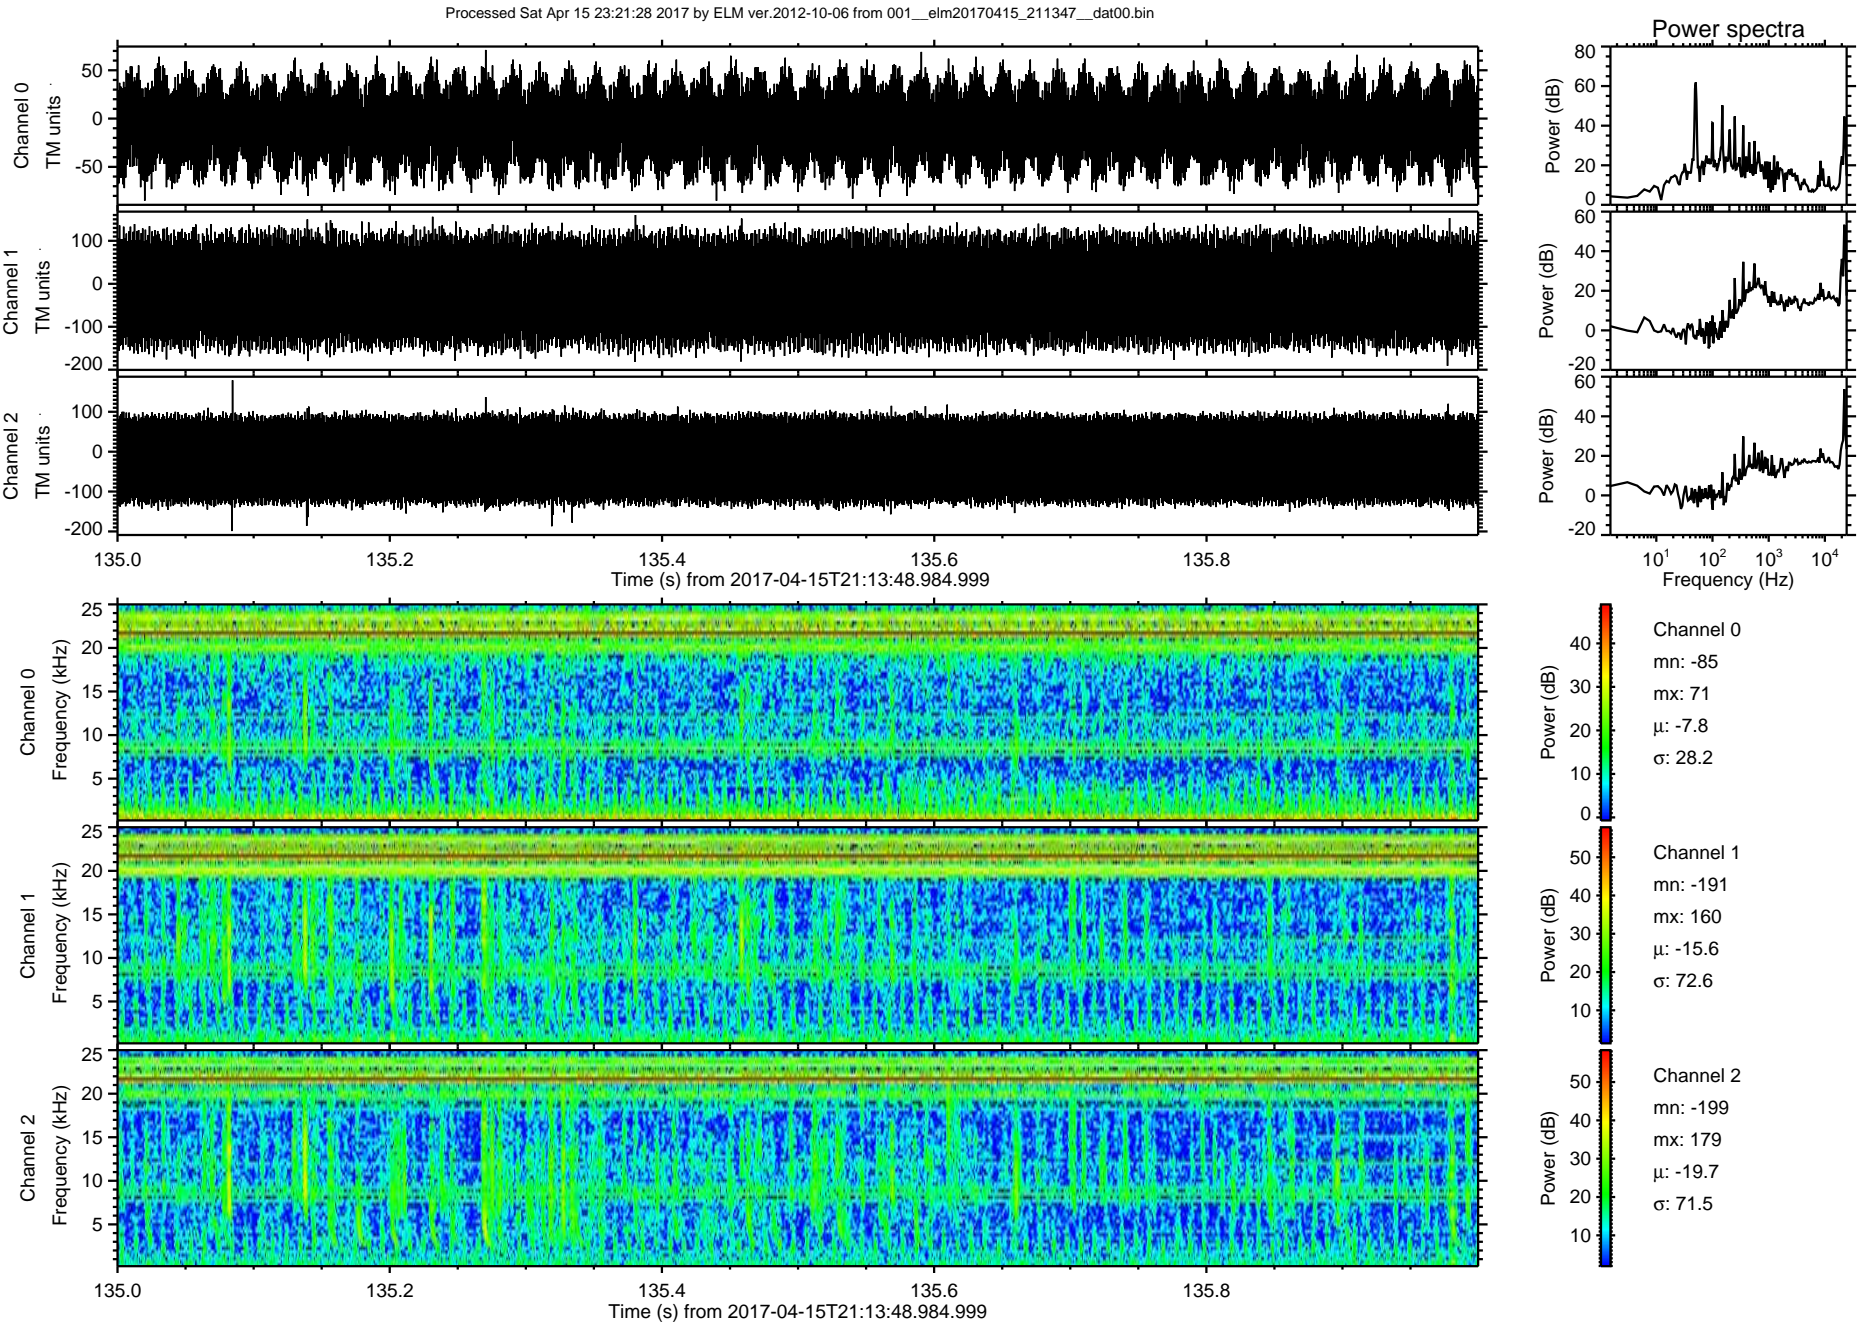 Processed Sat Apr 15 23:21:28 2017 by ELM ver.2012-10-06 from 001__elm20170415_211347__dat00.bin
Power spectra
Channel 0
TM units
50
0
-50
Power (dB)
80
60
40
20
0
Channel 1
TM units
100
0
-100
-200
Power (dB)
60
40
20
0
-20
Channel 2
TM units
100
0
-100
-200
Power (dB)
60
40
20
0
-20
135.0 135.2 135.4 135.6 135.8
Time (s) from 2017-04-15T21:13:48.984.999
10^1 10^2 10^3 10^4
Frequency (Hz)
Channel 0
Frequency (kHz)
25
20
15
10
5
Power (dB)
40
30
20
10
0
Channel 0
mn: -85
mx: 71
µ: -7.8
σ: 28.2
Channel 1
Frequency (kHz)
25
20
15
10
5
Power (dB)
50
40
30
20
10
Channel 1
mn: -191
mx: 160
µ: -15.6
σ: 72.6
Channel 2
Frequency (kHz)
25
20
15
10
5
Power (dB)
50
40
30
20
10
Channel 2
mn: -199
mx: 179
µ: -19.7
σ: 71.5
135.0 135.2 135.4 135.6 135.8
Time (s) from 2017-04-15T21:13:48.984.999